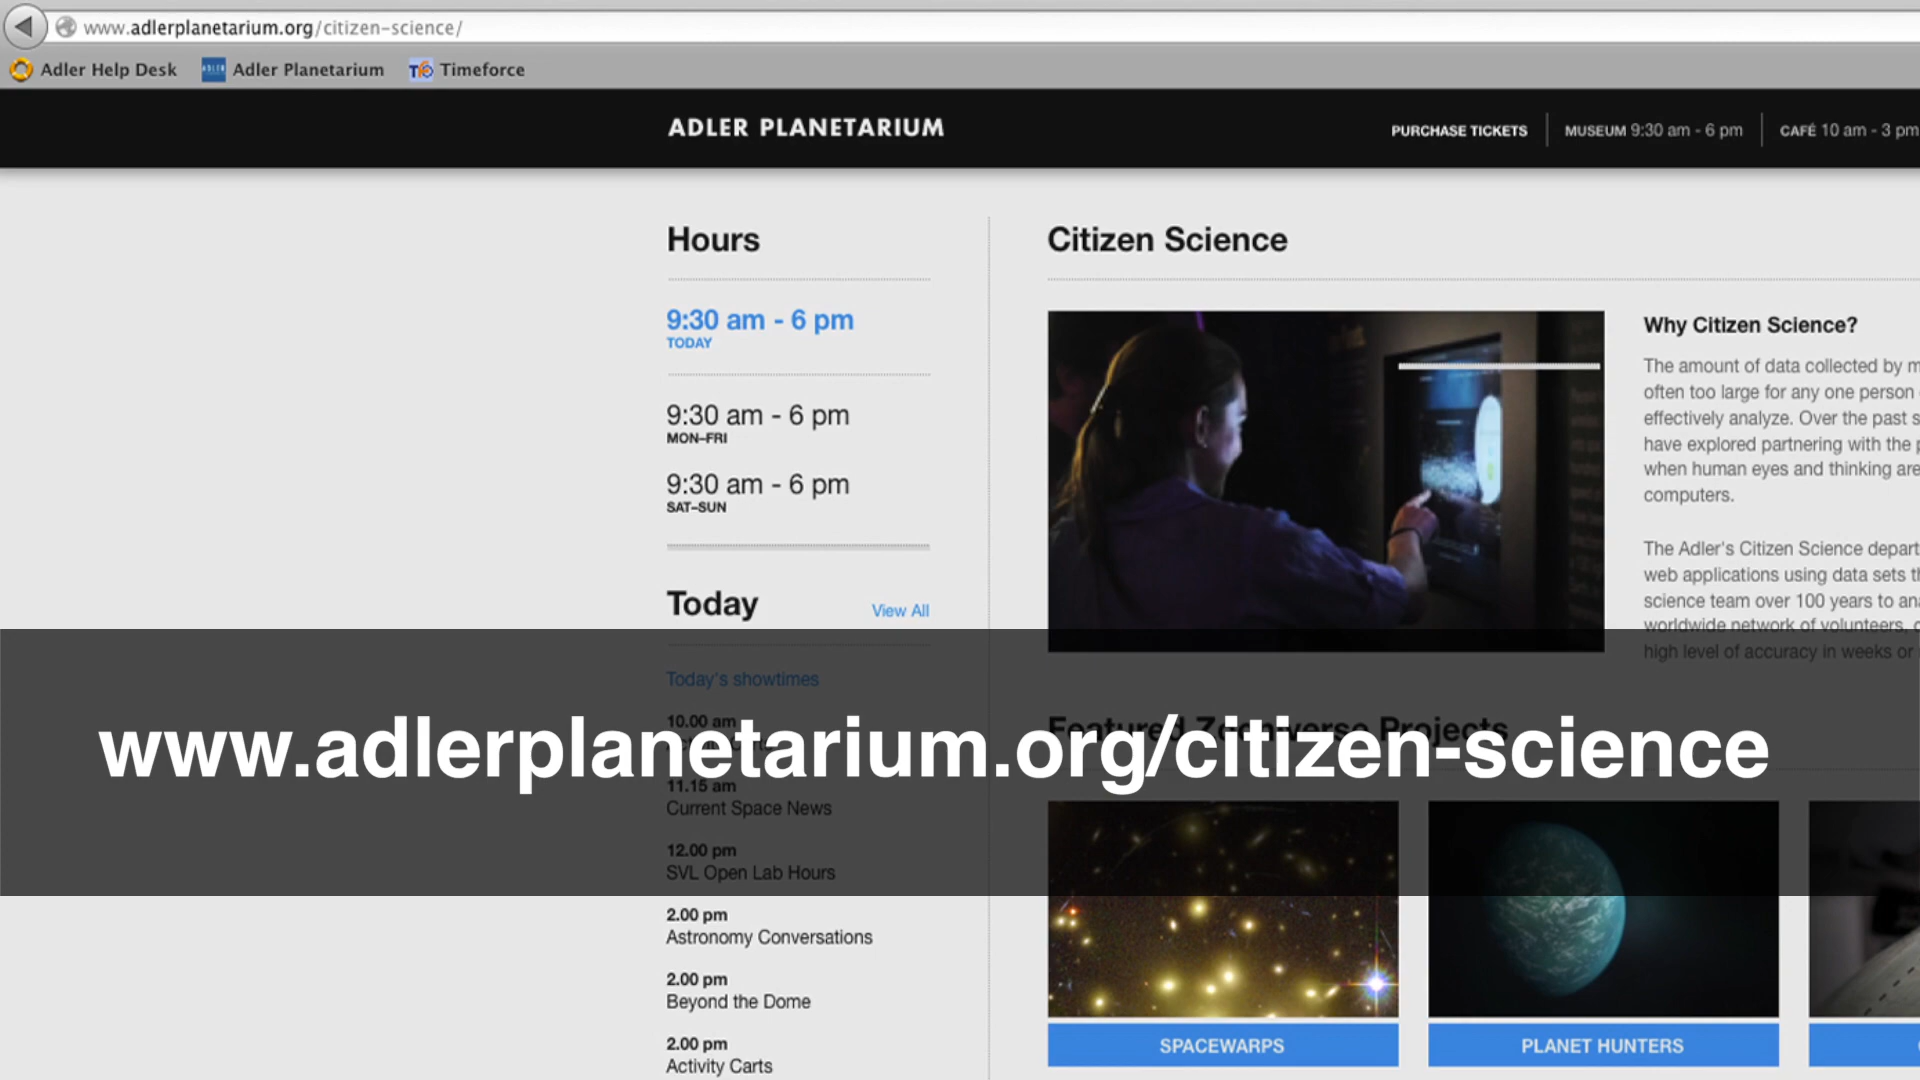 www.adlerplanetarium.org/citizen-science/
Adler Help Desk
Adler Planetarium
Timeforce
ADLER PLANETARIUM
PURCHASE TICKETS
MUSEUM 9:30 am - 6 pm
CAFÉ 10 am - 3 pm
Hours
9:30 am - 6 pm
TODAY
9:30 am - 6 pm
MON–FRI
9:30 am - 6 pm
SAT–SUN
Today
View All
Today's showtimes
10.00 am
11.15 am
Current Space News
12.00 pm
SVL Open Lab Hours
2.00 pm
Astronomy Conversations
2.00 pm
Beyond the Dome
2.00 pm
Activity Carts
Citizen Science
Why Citizen Science?
The amount of data collected by
often too large for any one person
effectively analyze. Over the past
have explored partnering with the
when human eyes and thinking are
computers.
The Adler's Citizen Science
web applications using data sets
science team over 100 years to
worldwide network of volunteers,
high level of accuracy in weeks or
Featured Zooniverse Projects
www.adlerplanetarium.org/citizen-science
SPACEWARPS
PLANET HUNTERS